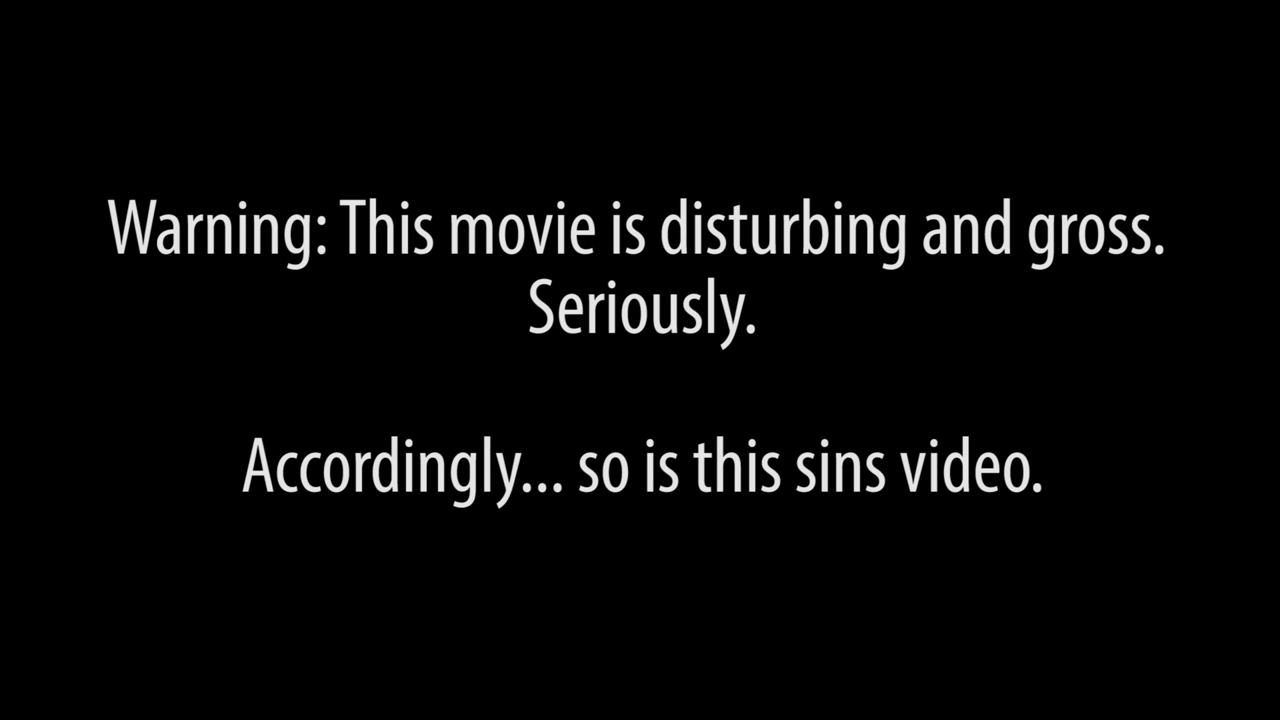 Warning: This movie is disturbing and gross.
Seriously.
Accordingly... so is this sins video.